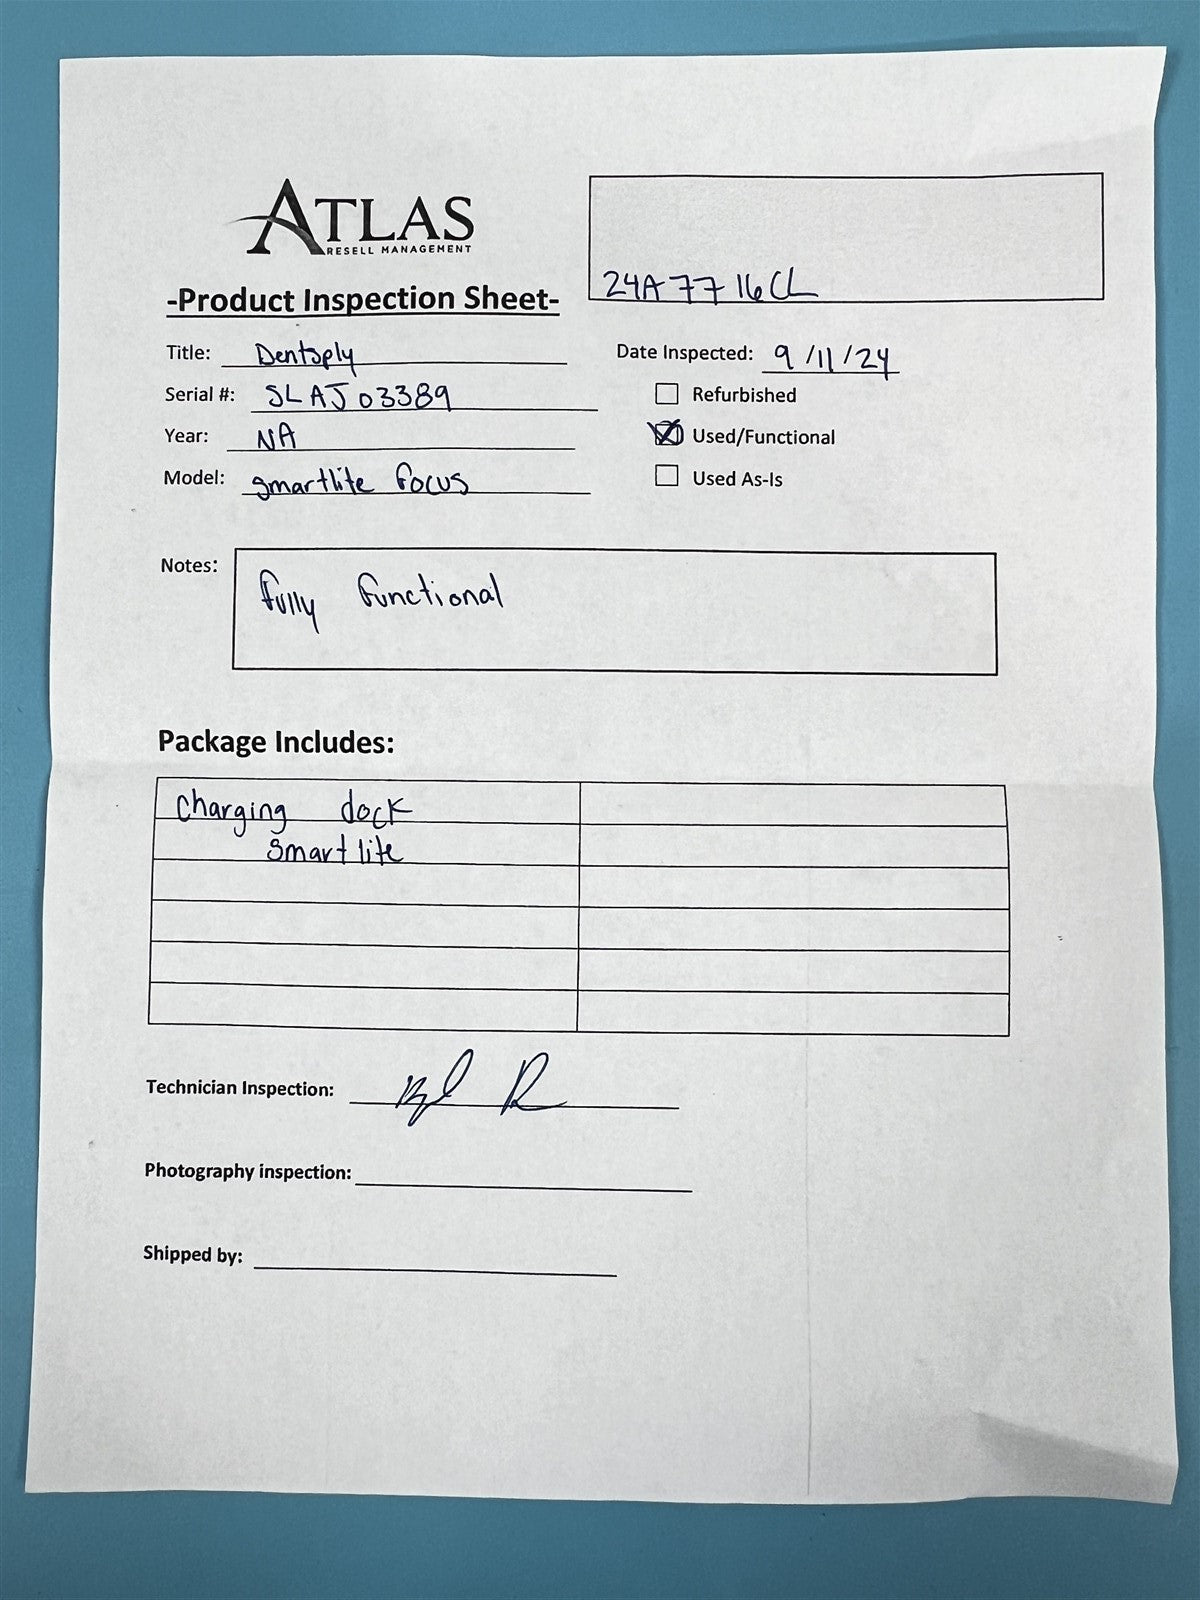 ATLAS
RESELL MANAGEMENT
24A7716CL
-Product Inspection Sheet-
Title: Dentsply
Date Inspected: 9/11/24
Serial #: SLAJ03389
Refurbished
Year: NA
Used/Functional
Model: smartlite focus
Used As-Is
Notes: fully functional
Package Includes:
Charging dock
smartlite
Technician Inspection:
Photography inspection:
Shipped by: